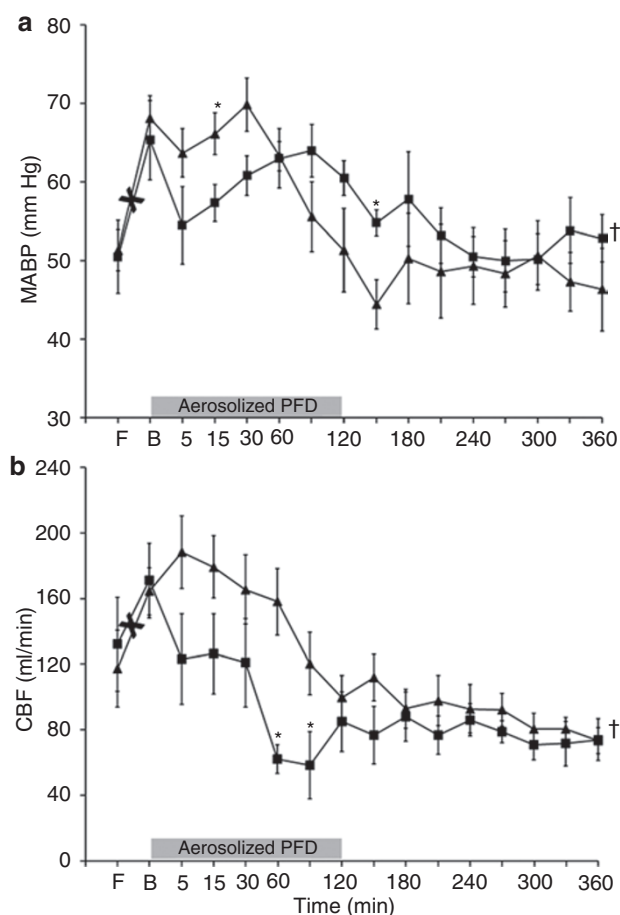 a
80
70
60
50
40
30
MABP (mm Hg)
*
*
†
Aerosolized PFD
F B 5 15 30 60 120 180 240 300 360
b
240
200
160
120
80
40
0
CBF (ml/min)
*
*
†
Aerosolized PFD
F B 5 15 30 60 120 180 240 300 360
Time (min)